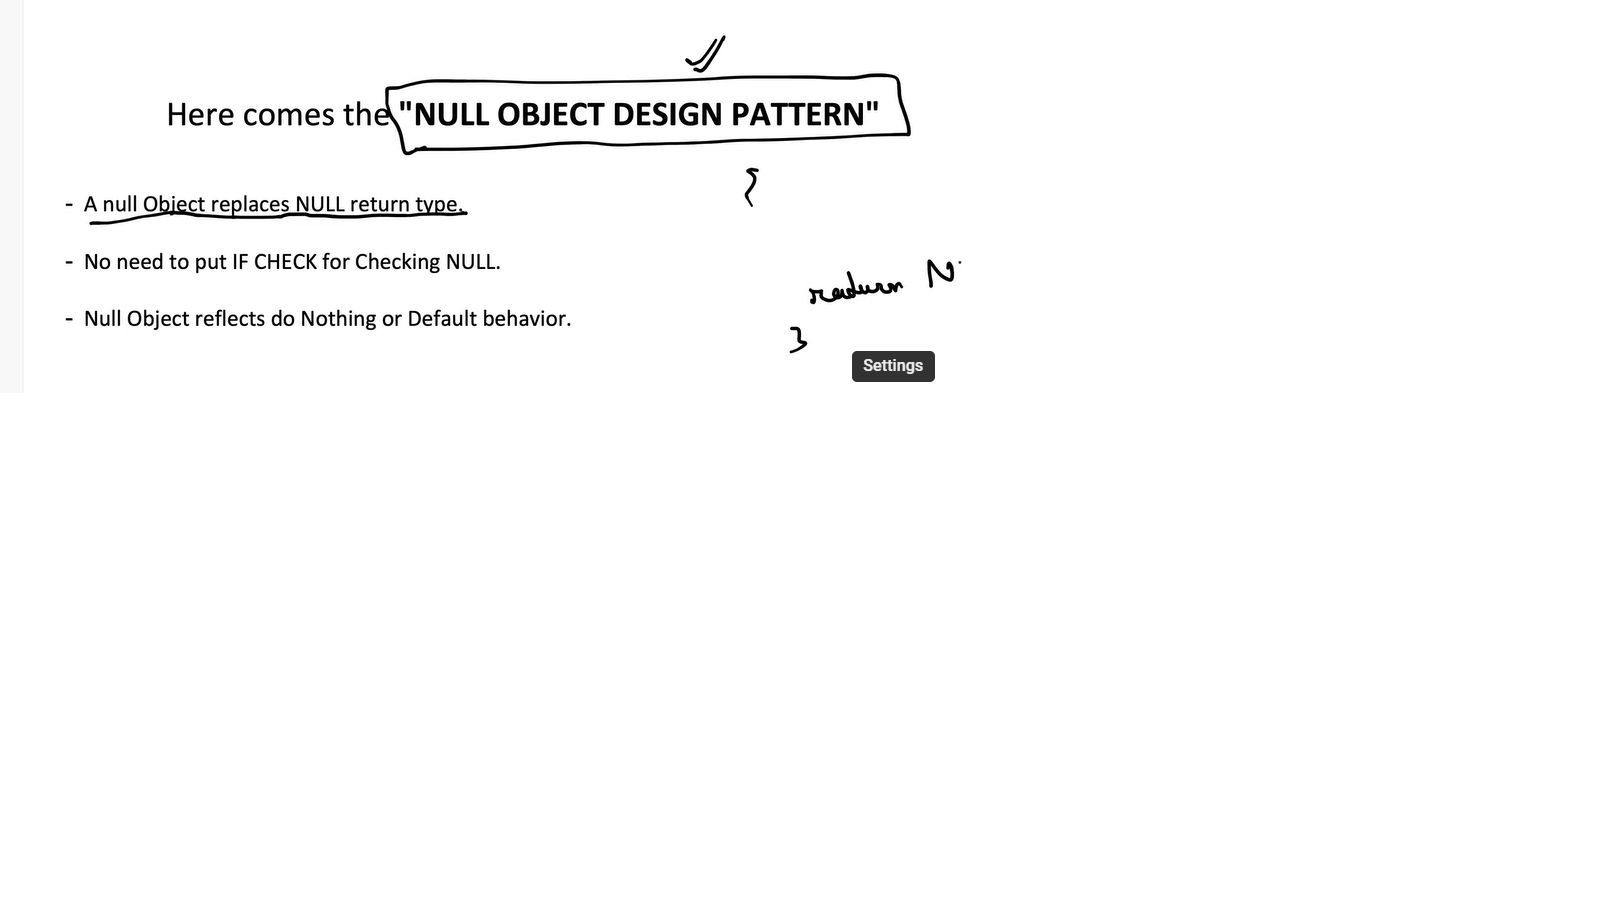 Here comes the "NULL OBJECT DESIGN PATTERN"
- A null Object replaces NULL return type.
{
- No need to put IF CHECK for Checking NULL.
return N
- Null Object reflects do Nothing or Default behavior.
}
Settings